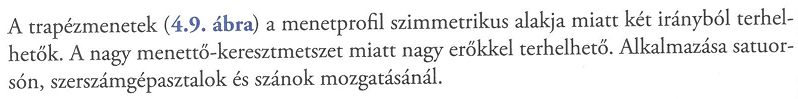 A trapézmenetek (4.9. ábra) a menetprofil szimmetrikus alakja miatt két irányból terhel-
hetők. A nagy menettő-keresztmetszet miatt nagy erőkkel terhelhető. Alkalmazása satuor-
són, szerszámgépasztalok és szánok mozgatásánál.